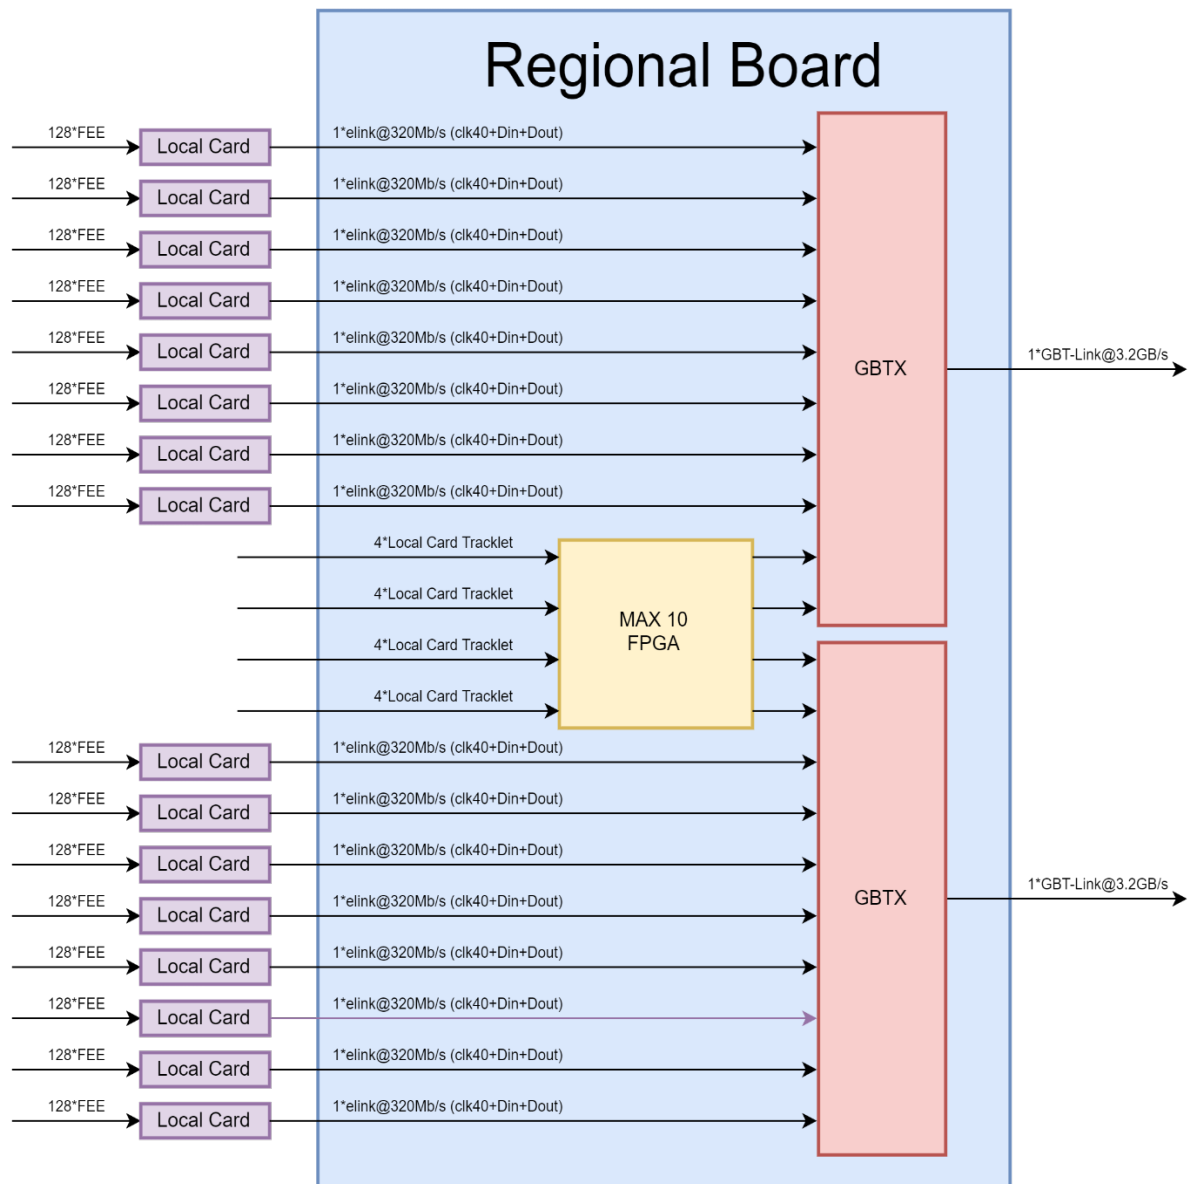 Regional Board
128*FEE
Local Card
1*elink@320Mb/s (clk40+Din+Dout)
128*FEE
Local Card
1*elink@320Mb/s (clk40+Din+Dout)
128*FEE
Local Card
1*elink@320Mb/s (clk40+Din+Dout)
128*FEE
Local Card
1*elink@320Mb/s (clk40+Din+Dout)
128*FEE
Local Card
1*elink@320Mb/s (clk40+Din+Dout)
GBTX
1*GBT-Link@3.2GB/s
128*FEE
Local Card
1*elink@320Mb/s (clk40+Din+Dout)
128*FEE
Local Card
1*elink@320Mb/s (clk40+Din+Dout)
128*FEE
Local Card
1*elink@320Mb/s (clk40+Din+Dout)
4*Local Card Tracklet
4*Local Card Tracklet
4*Local Card Tracklet
4*Local Card Tracklet
MAX 10
FPGA
128*FEE
Local Card
1*elink@320Mb/s (clk40+Din+Dout)
128*FEE
Local Card
1*elink@320Mb/s (clk40+Din+Dout)
128*FEE
Local Card
1*elink@320Mb/s (clk40+Din+Dout)
128*FEE
Local Card
1*elink@320Mb/s (clk40+Din+Dout)
GBTX
1*GBT-Link@3.2GB/s
128*FEE
Local Card
1*elink@320Mb/s (clk40+Din+Dout)
128*FEE
Local Card
1*elink@320Mb/s (clk40+Din+Dout)
128*FEE
Local Card
1*elink@320Mb/s (clk40+Din+Dout)
128*FEE
Local Card
1*elink@320Mb/s (clk40+Din+Dout)